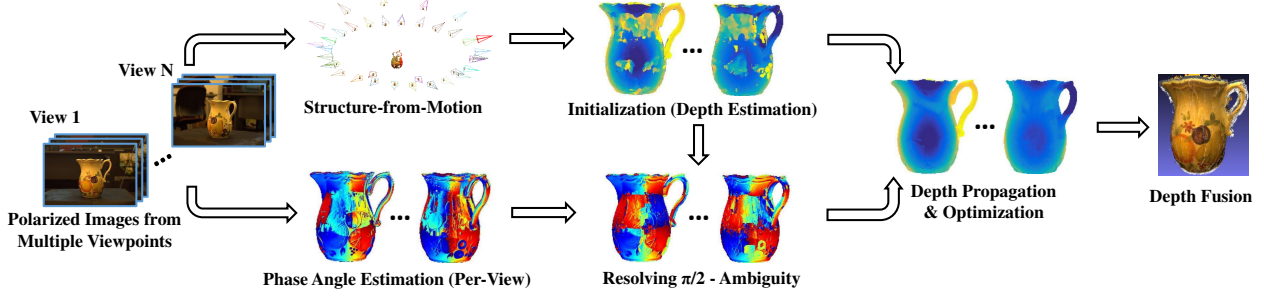 View 1
View N
Polarized Images from
Multiple Viewpoints
Structure-from-Motion
Initialization (Depth Estimation)
Phase Angle Estimation (Per-View)
Resolving π/2 - Ambiguity
Depth Propagation
& Optimization
Depth Fusion